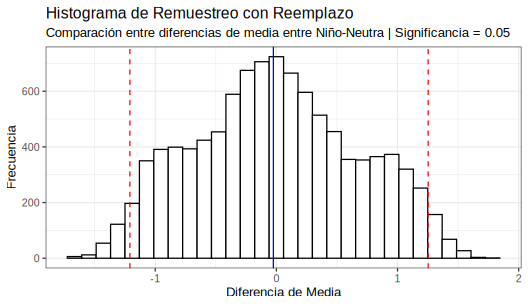 Histograma de Remuestreo con Reemplazo
Comparación entre diferencias de media entre Niño-Neutra | Significancia = 0.05
Frecuencia
600
400
200
0
-1
0
1
2
Diferencia de Media